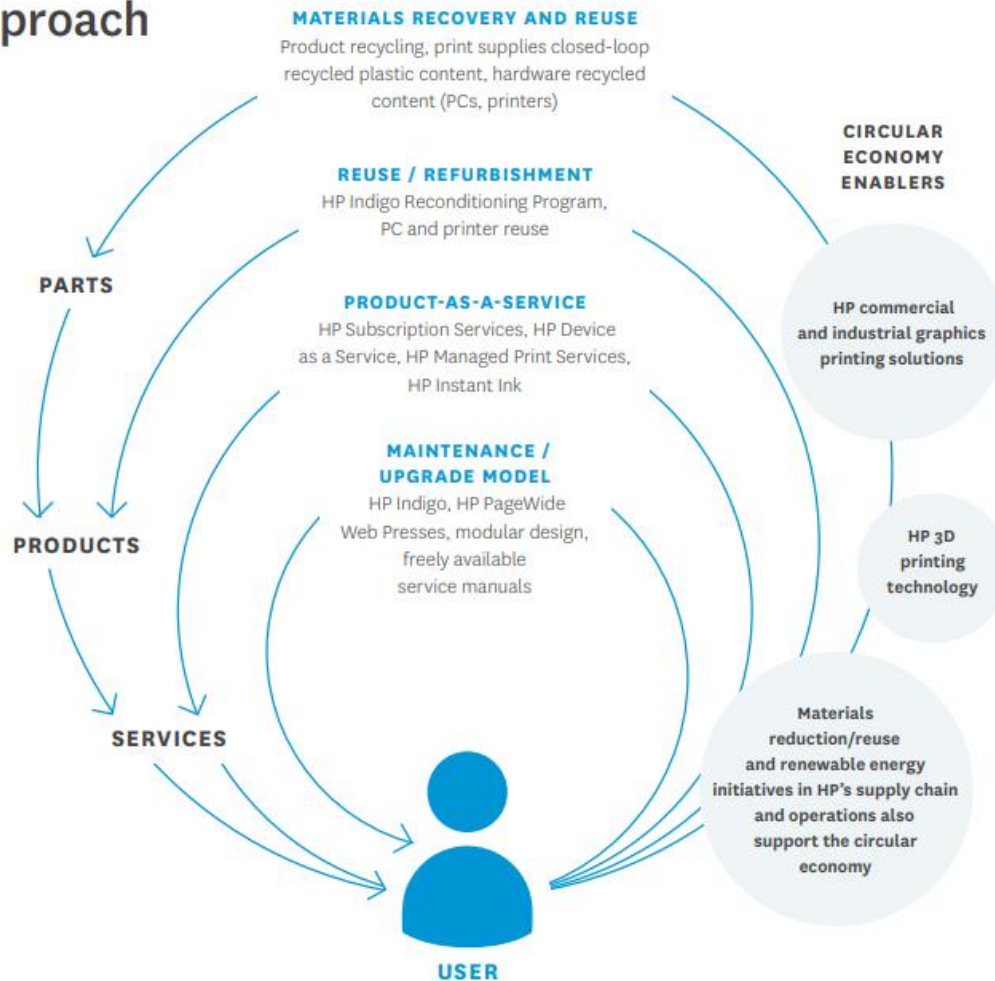 proach
MATERIALS RECOVERY AND REUSE
Product recycling, print supplies closed-loop
recycled plastic content, hardware recycled
content (PCs, printers)
CIRCULAR
ECONOMY
ENABLERS
REUSE / REFURBISHMENT
HP Indigo Reconditioning Program,
PC and printer reuse
PARTS
PRODUCT-AS-A-SERVICE
HP Subscription Services, HP Device
as a Service, HP Managed Print Services,
HP Instant Ink
HP commercial
and industrial graphics
printing solutions
MAINTENANCE /
UPGRADE MODEL
HP Indigo, HP PageWide
Web Presses, modular design,
freely available
service manuals
PRODUCTS
HP 3D
printing
technology
SERVICES
Materials
reduction/reuse
and renewable energy
initiatives in HP's supply chain
and operations also
support the circular
economy
USER